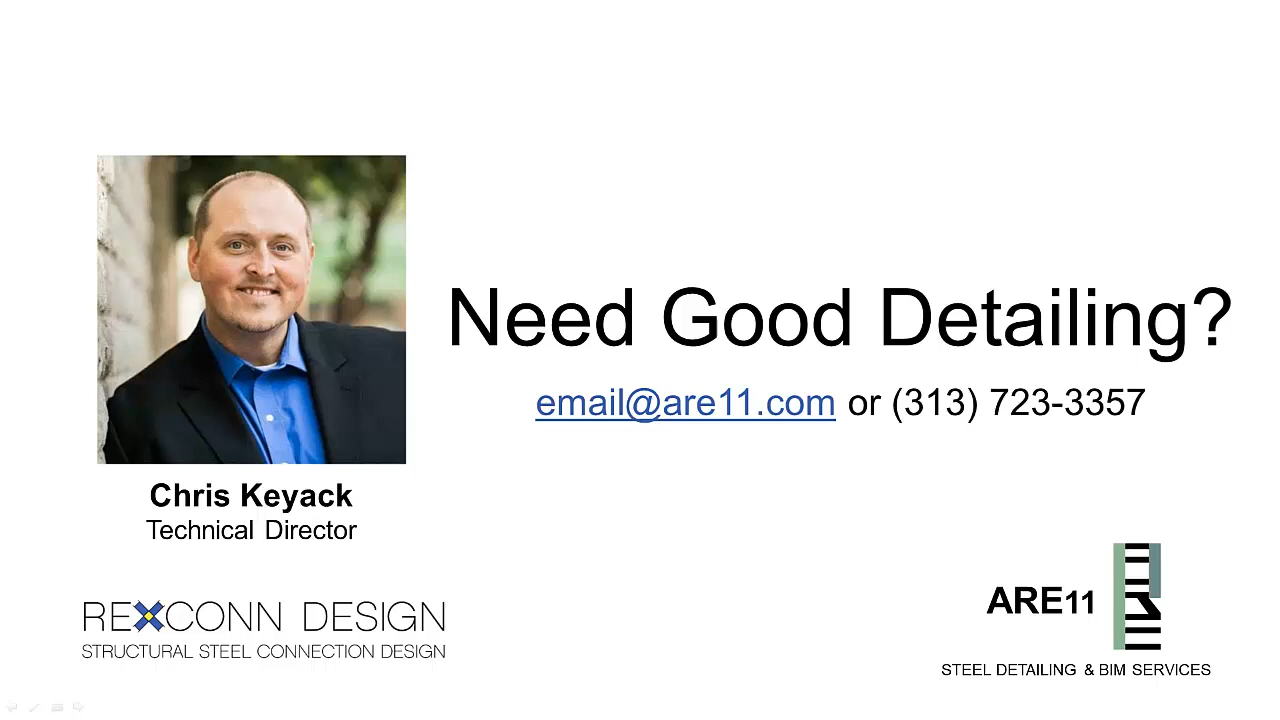 Need Good Detailing?
email@are11.com or (313) 723-3357
Chris Keyack
Technical Director
REXCONN DESIGN
STRUCTURAL STEEL CONNECTION DESIGN
ARE11
STEEL DETAILING & BIM SERVICES